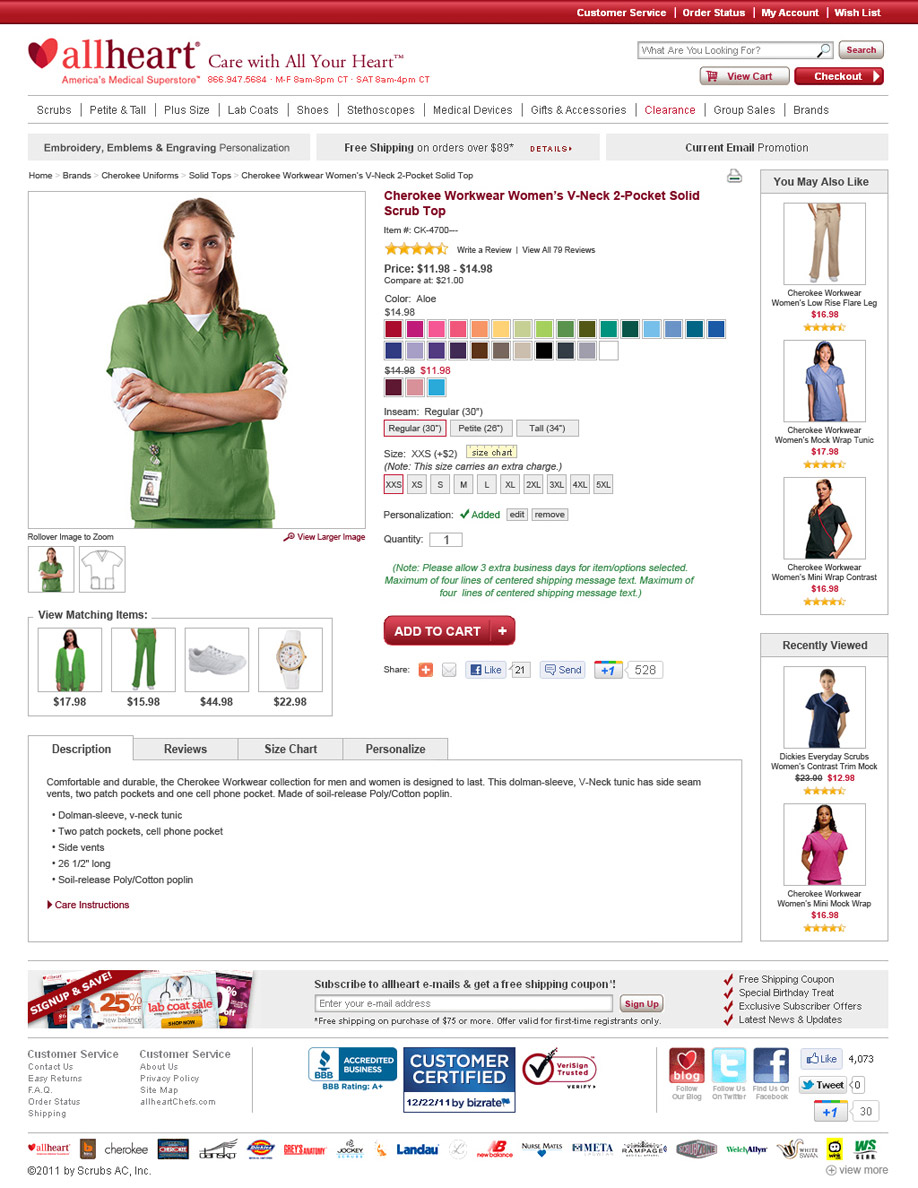 Customer Service | Order Status | My Account | Wish List
allheart® Care with All Your Heart™
America's Medical Superstore™ 866.947.5684 · M-F 8am-8pm CT · SAT 8am-4pm CT
What Are You Looking For? Search
View Cart Checkout
Scrubs | Petite & Tall | Plus Size | Lab Coats | Shoes | Stethoscopes | Medical Devices | Gifts & Accessories | Clearance | Group Sales | Brands
Embroidery, Emblems & Engraving Personalization
Free Shipping on orders over $89* DETAILS
Current Email Promotion
Home > Brands > Cherokee Uniforms > Solid Tops > Cherokee Workwear Women's V-Neck 2-Pocket Solid Top
Rollover Image to Zoom View Larger Image
View Matching Items:
$17.98 $15.98 $44.98 $22.98
Cherokee Workwear Women's V-Neck 2-Pocket Solid
Scrub Top
Item #: CK-4700---
Write a Review | View All 79 Reviews
Price: $11.98 - $14.98
Compare at: $21.00
Color: Aloe
$14.98
$14.98 $11.98
Inseam: Regular (30")
Regular (30") Petite (26") Tall (34")
Size: XXS (+$2) size chart
(Note: This size carries an extra charge.)
XXS XS S M L XL 2XL 3XL 4XL 5XL
Personalization: Added edit remove
Quantity: 1
(Note: Please allow 3 extra business days for item/options selected.
Maximum of four lines of centered shipping message text. Maximum of
four lines of centered shipping message text.)
ADD TO CART +
Share: Like 21 Send +1 528
You May Also Like
Cherokee Workwear
Women's Low Rise Flare Leg
$16.98
Cherokee Workwear
Women's Mock Wrap Tunic
$17.98
Cherokee Workwear
Women's Mini Wrap Contrast
$16.98
Recently Viewed
Dickies Everyday Scrubs
Women's Contrast Trim Mock
$23.00 $12.98
Cherokee Workwear
Women's Mini Mock Wrap
$16.98
Description Reviews Size Chart Personalize
Comfortable and durable, the Cherokee Workwear collection for men and women is designed to last. This dolman-sleeve, V-Neck tunic has side seam
vents, two patch pockets and one cell phone pocket. Made of soil-release Poly/Cotton poplin.
• Dolman-sleeve, v-neck tunic
• Two patch pockets, cell phone pocket
• Side vents
• 26 1/2" long
• Soil-release Poly/Cotton poplin
Care Instructions
SIGNUP & SAVE!
allheart
25%
new balance
lab coat sale
SHOP NOW
Subscribe to allheart e-mails & get a free shipping coupon*!
Enter your e-mail address Sign Up
*Free shipping on purchase of $75 or more. Offer valid for first-time registrants only.
Free Shipping Coupon
Special Birthday Treat
Exclusive Subscriber Offers
Latest News & Updates
Customer Service
Contact Us
Easy Returns
F.A.Q.
Order Status
Shipping
Customer Service
About Us
Privacy Policy
Site Map
allheartChefs.com
BBB ACCREDITED
BUSINESS
BBB Rating: A+
CUSTOMER
CERTIFIED
12/22/11 by bizrate
VeriSign
Trusted
VERIFY
blog
Follow
Our Blog
Follow Us
On Twitter
Find Us On
Facebook
Like 4,073
Tweet 0
+1 30
allheart cherokee CHEROKEE dansko Dickies GREY'S ANATOMY JOCKEY SCRUBS Landau new balance NURSE MATES META RAMPAGE SCRUBZONE WelchAllyn WHITE SWAN WS GEAR
©2011 by Scrubs AC, Inc. view more